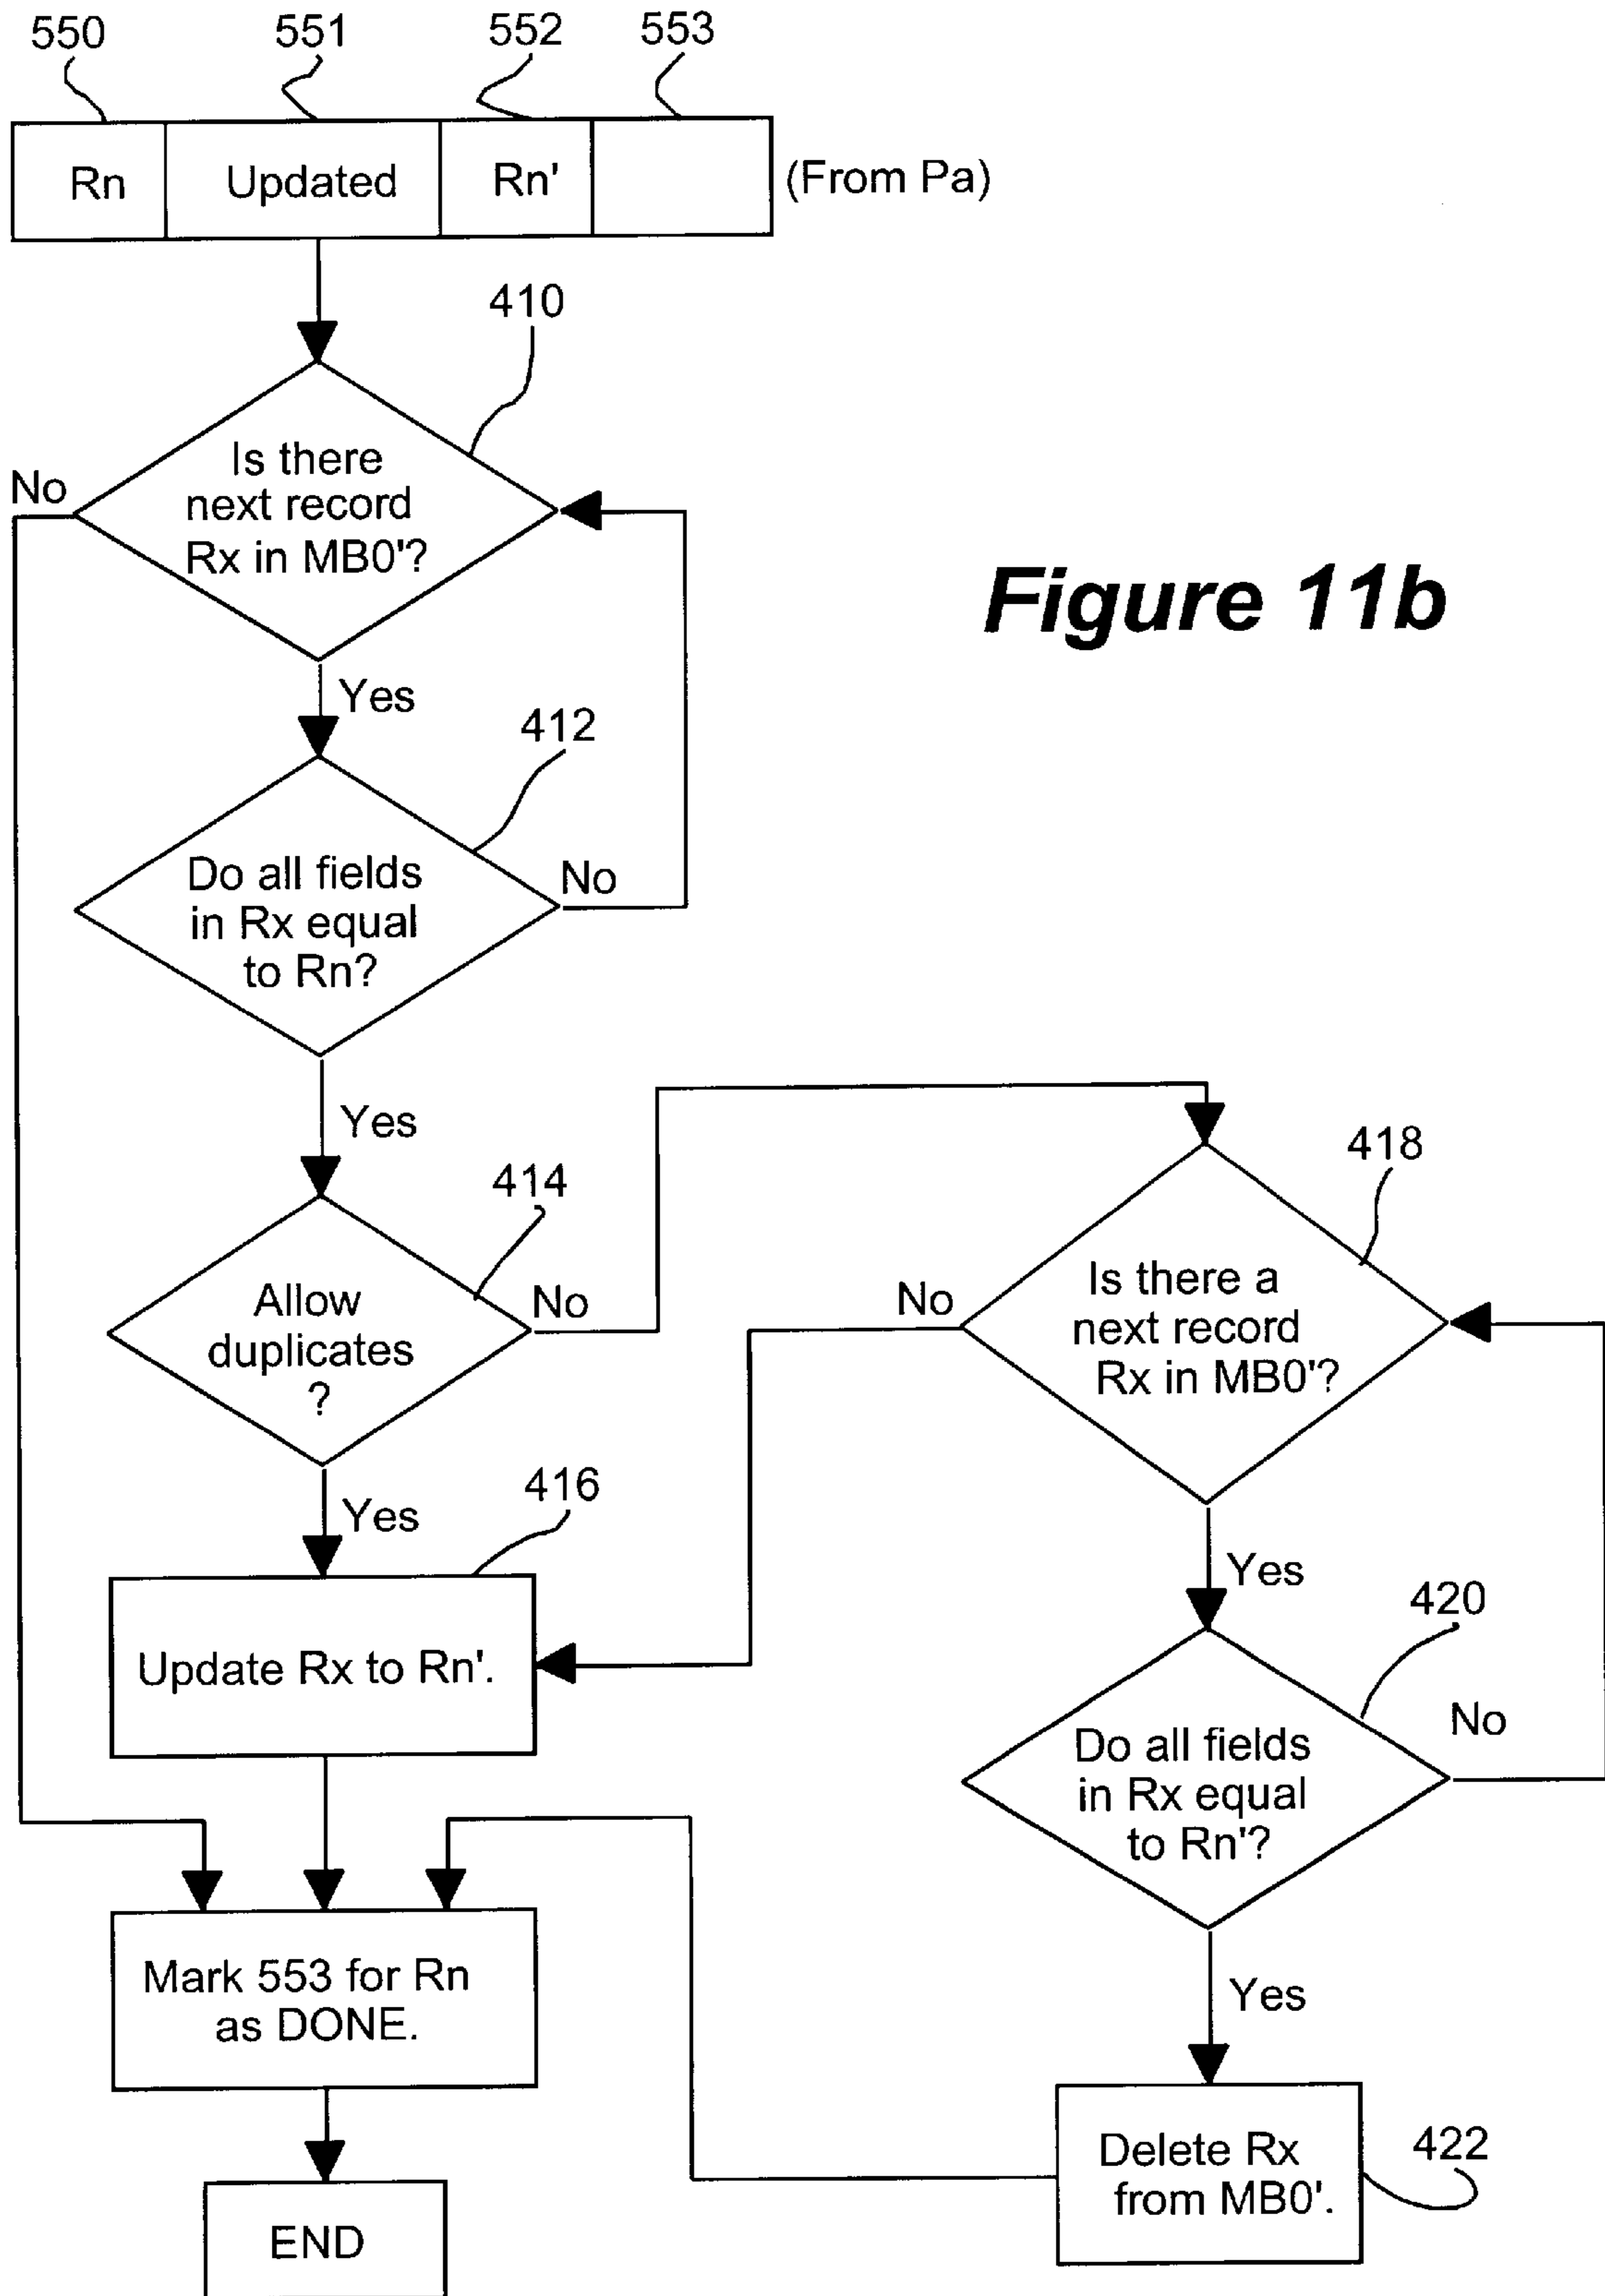 550 551 552 553
Rn Updated Rn' (From Pa)
410
Is there
next record
Rx in MB0'?
No
Figure 11b
Yes
412
Do all fields
in Rx equal
to Rn?
No
Yes
414
Allow
duplicates
?
No
418
Is there a
next record
Rx in MB0'?
No
Yes
416
Update Rx to Rn'.
Yes
420
Do all fields
in Rx equal
to Rn'?
No
Mark 553 for Rn
as DONE.
Yes
Delete Rx
from MB0'.
422
END